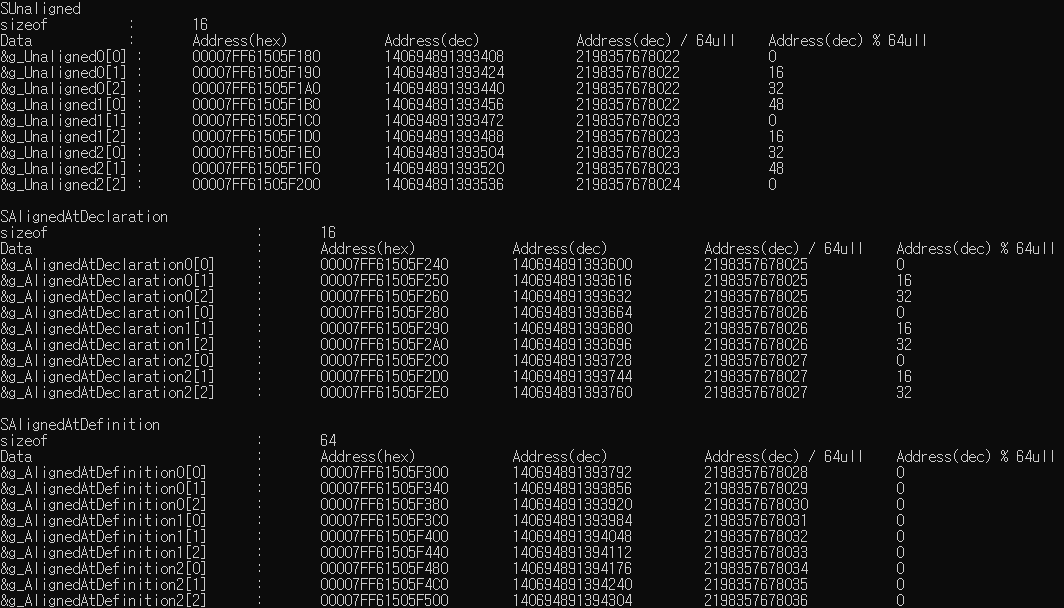 SUnaligned
sizeof : 16
Data : Address(hex) Address(dec) Address(dec) / 64ull Address(dec) % 64ull
&g_Unaligned0[0] : 00007FF61505F180 140694891393408 2198357678022 0
&g_Unaligned0[1] : 00007FF61505F190 140694891393424 2198357678022 16
&g_Unaligned0[2] : 00007FF61505F1A0 140694891393440 2198357678022 32
&g_Unaligned1[0] : 00007FF61505F1B0 140694891393456 2198357678022 48
&g_Unaligned1[1] : 00007FF61505F1C0 140694891393472 2198357678023 0
&g_Unaligned1[2] : 00007FF61505F1D0 140694891393488 2198357678023 16
&g_Unaligned2[0] : 00007FF61505F1E0 140694891393504 2198357678023 32
&g_Unaligned2[1] : 00007FF61505F1F0 140694891393520 2198357678023 48
&g_Unaligned2[2] : 00007FF61505F200 140694891393536 2198357678024 0
SAlignedAtDeclaration
sizeof : 16
Data : Address(hex) Address(dec) Address(dec) / 64ull Address(dec) % 64ull
&g_AlignedAtDeclaration0[0] : 00007FF61505F240 140694891393600 2198357678025 0
&g_AlignedAtDeclaration0[1] : 00007FF61505F250 140694891393616 2198357678025 16
&g_AlignedAtDeclaration0[2] : 00007FF61505F260 140694891393632 2198357678025 32
&g_AlignedAtDeclaration1[0] : 00007FF61505F280 140694891393664 2198357678026 0
&g_AlignedAtDeclaration1[1] : 00007FF61505F290 140694891393680 2198357678026 16
&g_AlignedAtDeclaration1[2] : 00007FF61505F2A0 140694891393696 2198357678026 32
&g_AlignedAtDeclaration2[0] : 00007FF61505F2C0 140694891393728 2198357678027 0
&g_AlignedAtDeclaration2[1] : 00007FF61505F2D0 140694891393744 2198357678027 16
&g_AlignedAtDeclaration2[2] : 00007FF61505F2E0 140694891393760 2198357678027 32
SAlignedAtDefinition
sizeof : 64
Data : Address(hex) Address(dec) Address(dec) / 64ull Address(dec) % 64ull
&g_AlignedAtDefinition0[0] : 00007FF61505F300 140694891393792 2198357678028 0
&g_AlignedAtDefinition0[1] : 00007FF61505F340 140694891393856 2198357678029 0
&g_AlignedAtDefinition0[2] : 00007FF61505F380 140694891393920 2198357678030 0
&g_AlignedAtDefinition1[0] : 00007FF61505F3C0 140694891393984 2198357678031 0
&g_AlignedAtDefinition1[1] : 00007FF61505F400 140694891394048 2198357678032 0
&g_AlignedAtDefinition1[2] : 00007FF61505F440 140694891394112 2198357678033 0
&g_AlignedAtDefinition2[0] : 00007FF61505F480 140694891394176 2198357678034 0
&g_AlignedAtDefinition2[1] : 00007FF61505F4C0 140694891394240 2198357678035 0
&g_AlignedAtDefinition2[2] : 00007FF61505F500 140694891394304 2198357678036 0